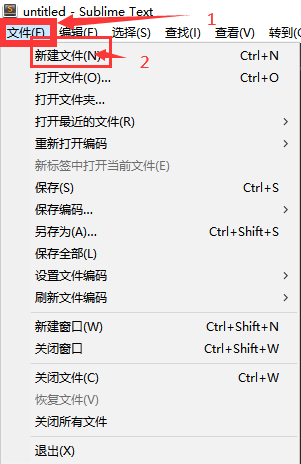 untitled - Sublime Text
1
文件(F) 编辑(E) 选择(S) 查找(I) 查看(V) 转到(
新建文件(N) Ctrl+N
2
打开文件(O)... Ctrl+O
打开文件夹...
打开最近的文件(R)
重新打开编码
新标签中打开当前文件(E)
保存(S) Ctrl+S
保存编码...
另存为(A)... Ctrl+Shift+S
保存全部(L)
设置文件编码
刷新文件编码
新建窗口(W) Ctrl+Shift+N
关闭窗口 Ctrl+Shift+W
关闭文件(C) Ctrl+W
恢复文件(V)
关闭所有文件
退出(X)